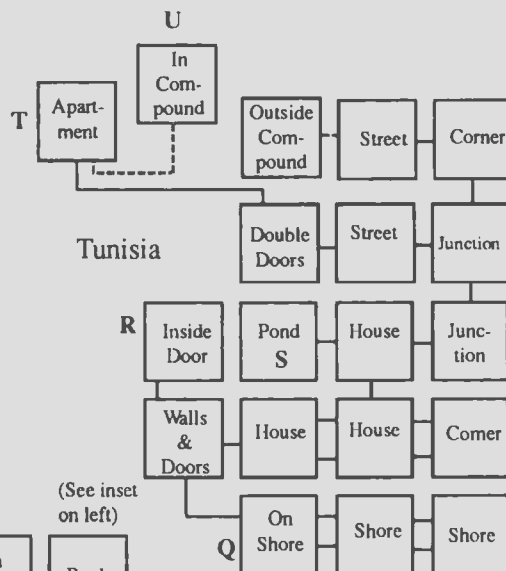 U
In
Com-
pound
T
Apart-
ment
Outside
Com-
pound
Street
Corner
Tunisia
Double
Doors
Street
Junction
R
Inside
Door
Pond
S
House
Junc-
tion
Walls
&
Doors
House
House
Corner
(See inset
on left)
Q
On
Shore
Shore
Shore